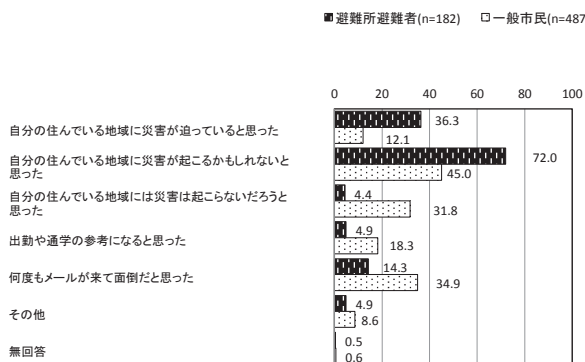 避難所避難者(n=182) 一般市民(n=487
0 20 40 60 80 100
自分の住んでいる地域に災害が迫っていると思った
36.3
12.1
自分の住んでいる地域に災害が起こるかもしれないと
思った
72.0
45.0
自分の住んでいる地域には災害は起こらないだろうと
思った
4.4
31.8
出勤や通学の参考になると思った
4.9
18.3
何度もメールが来て面倒だと思った
14.3
34.9
その他
4.9
8.6
無回答
0.5
0.6